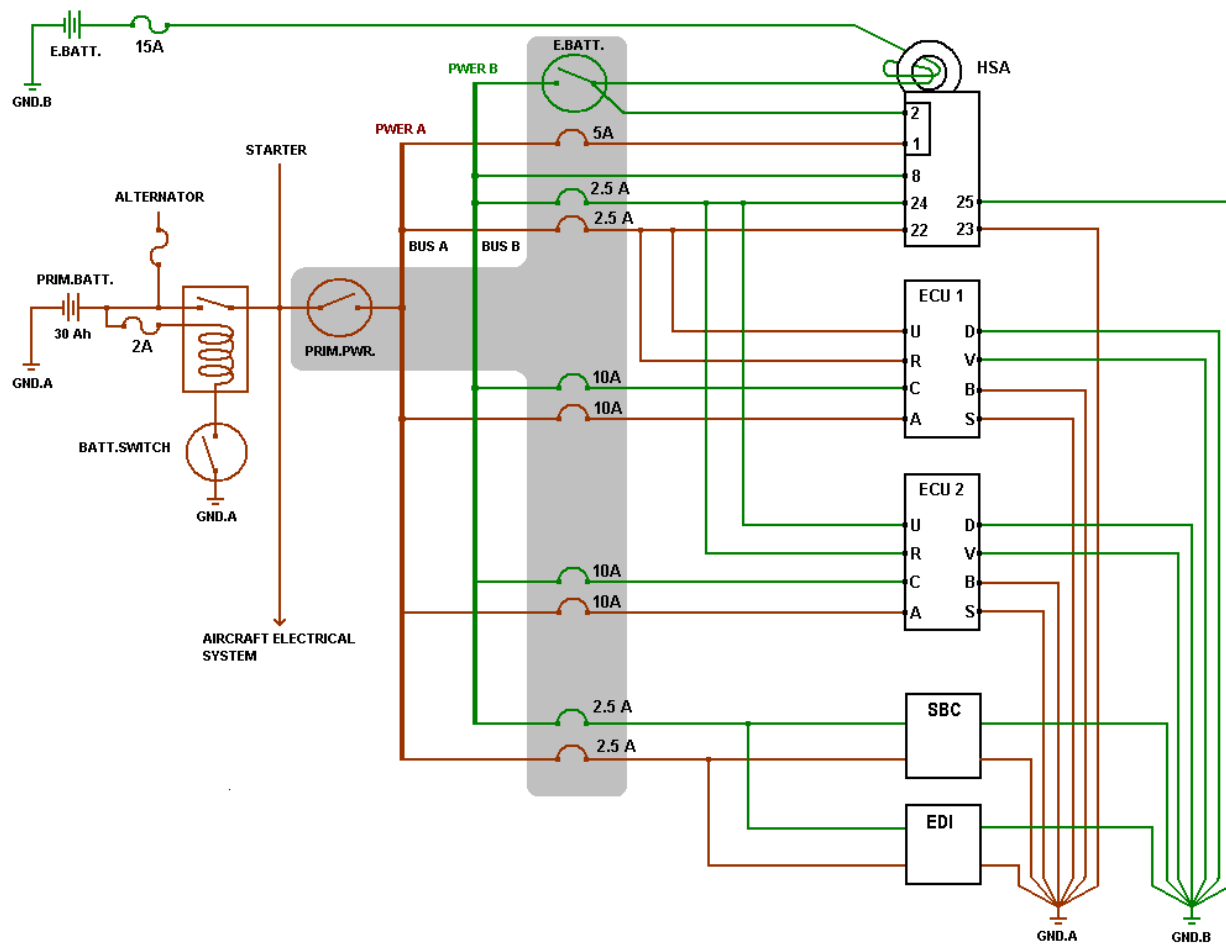 E.BATT.
15A
GND.B
E.BATT.
PWER B
HSA
2
PWER A
5A
1
STARTER
8
ALTERNATOR
2.5 A
24
25
2.5 A
22
23
BUS A
BUS B
PRIM.BATT.
30 Ah
2A
GND.A
PRIM.PWR.
ECU 1
U
D
R
V
10A
C
B
10A
A
S
BATT.SWITCH
GND.A
ECU 2
U
D
R
V
10A
C
B
10A
A
S
AIRCRAFT ELECTRICAL
SYSTEM
2.5 A
SBC
2.5 A
EDI
GND.A
GND.B